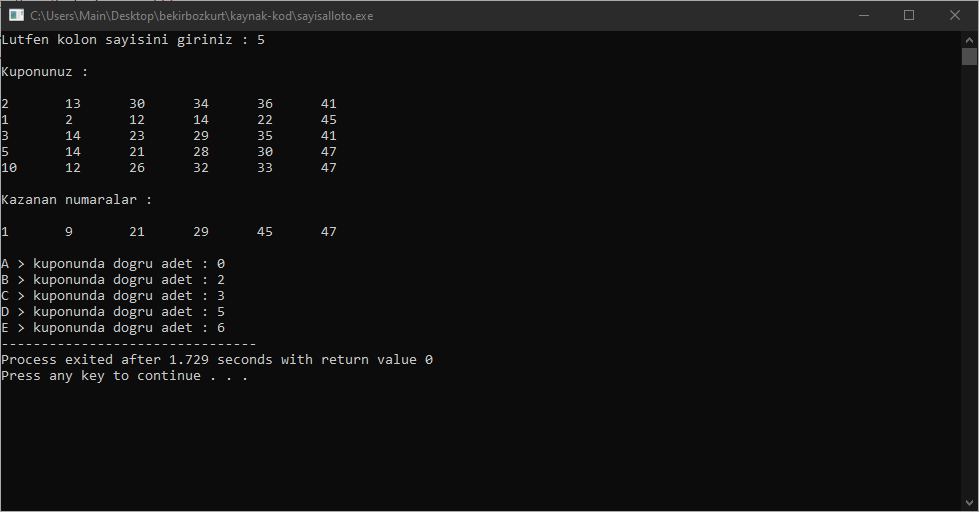 C:\Users\Main\Desktop\bekirbozkurt\kaynak-kod\sayisalloto.exe
Lutfen kolon sayisini giriniz : 5
Kuponunuz :
2 13 30 34 36 41
1 2 12 14 22 45
3 14 23 29 35 41
5 14 21 28 30 47
10 12 26 32 33 47
Kazanan numaralar :
1 9 21 29 45 47
A > kuponunda dogru adet : 0
B > kuponunda dogru adet : 2
C > kuponunda dogru adet : 3
D > kuponunda dogru adet : 5
E > kuponunda dogru adet : 6
--------------------------------
Process exited after 1.729 seconds with return value 0
Press any key to continue . . .